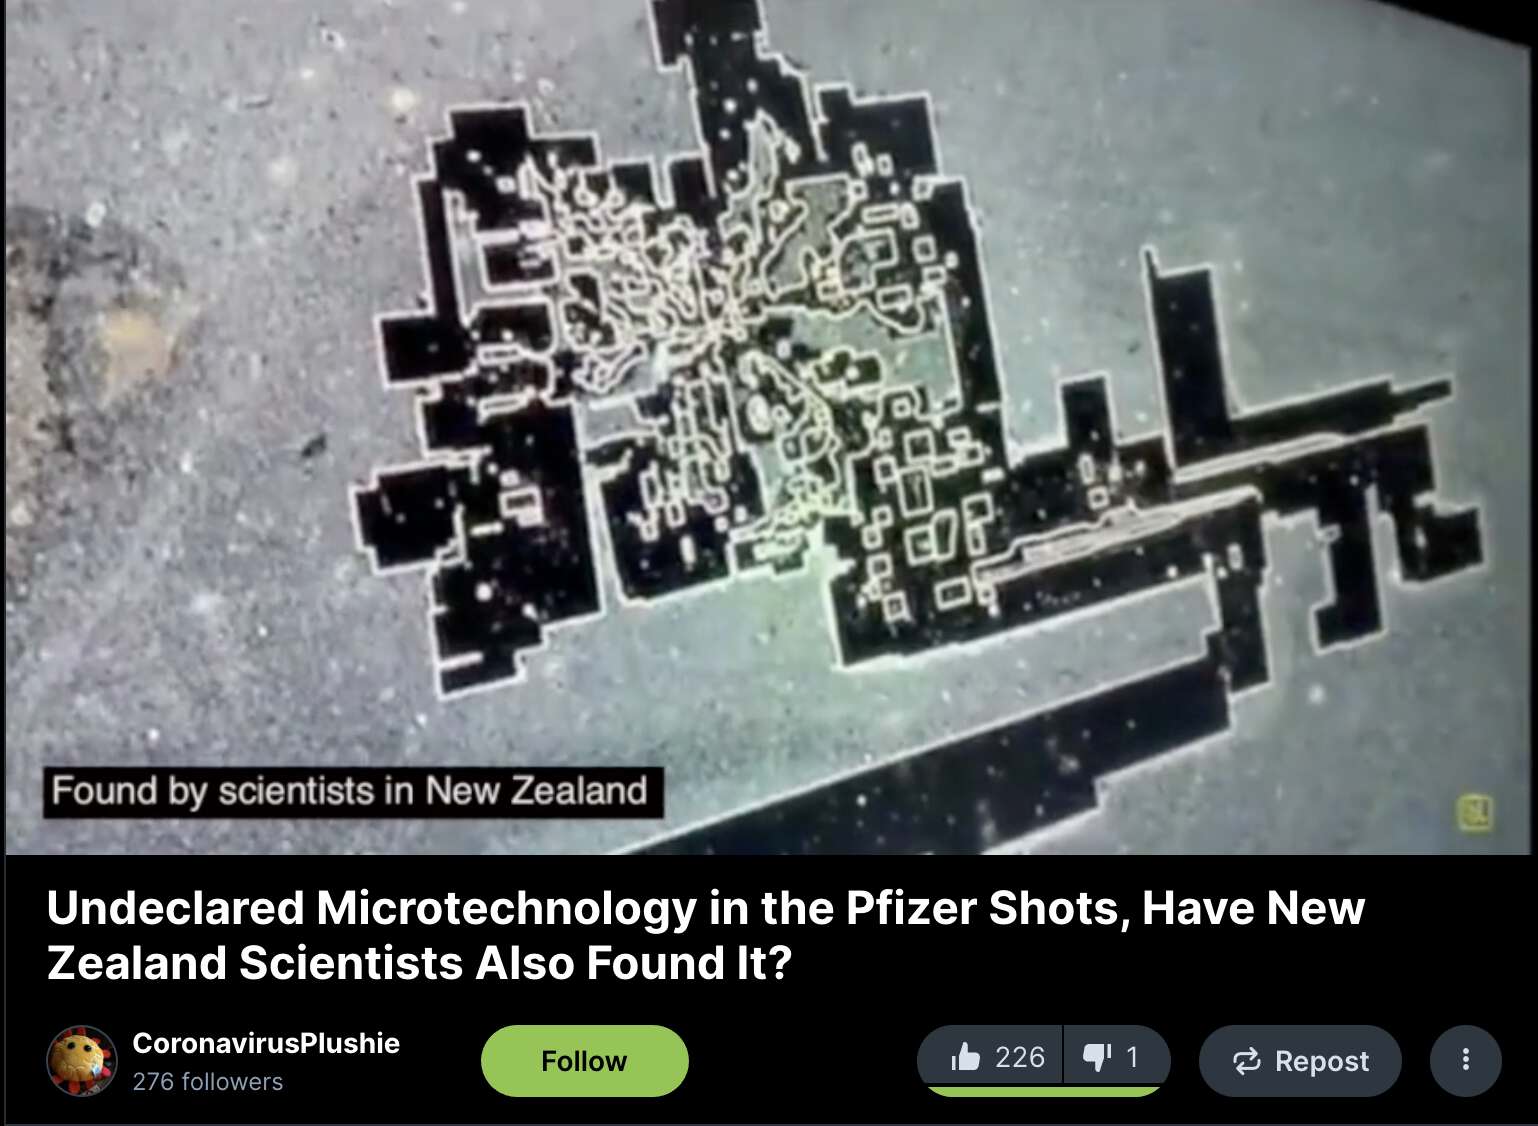 Found by scientists in New Zealand
Undeclared Microtechnology in the Pfizer Shots, Have New
Zealand Scientists Also Found It?
CoronavirusPlushie
276 followers
Follow
226
1
Repost